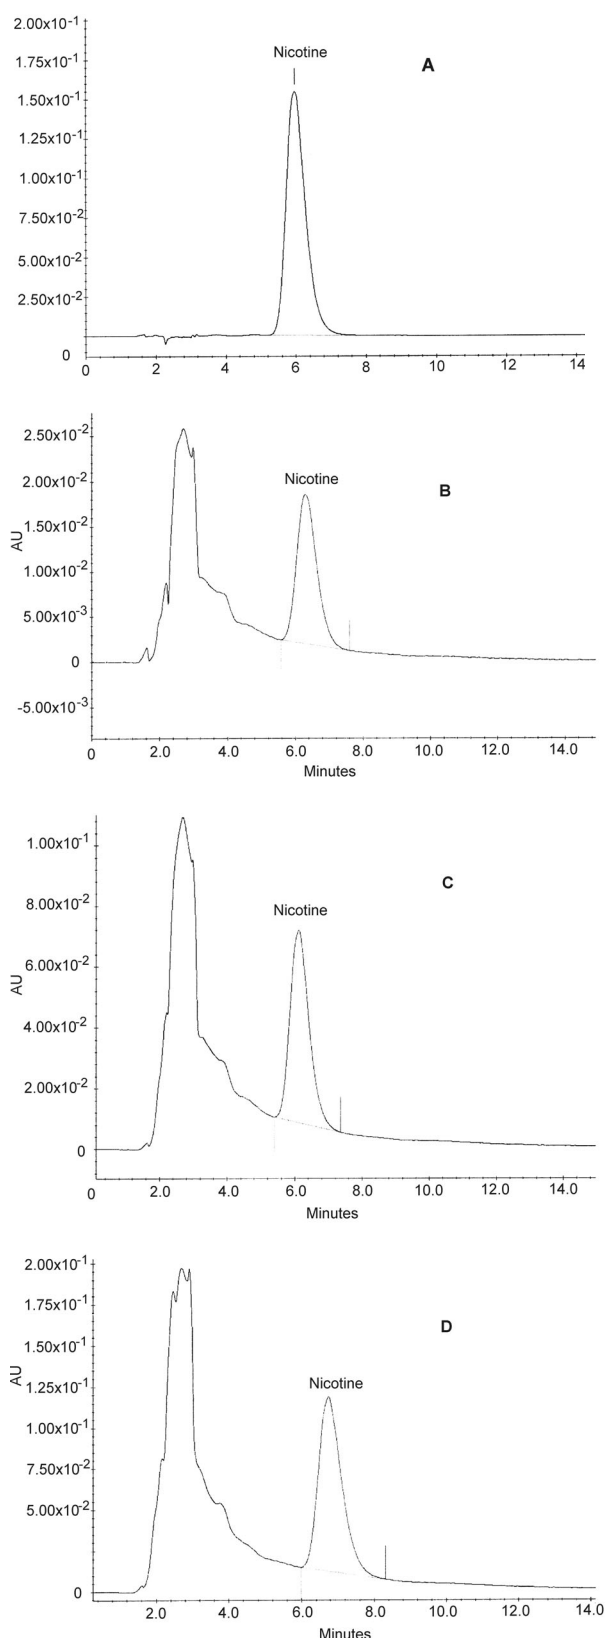 2.00x10-1
1.75x10-1
1.50x10-1
1.25x10-1
1.00x10-1
7.50x10-2
5.00x10-2
2.50x10-2
0
Nicotine
A
0 2 4 6 8 10 12 14
2.50x10-2
2.00x10-2
1.50x10-2
1.00x10-2
5.00x10-3
0
-5.00x10-3
AU
Nicotine
B
0 2.0 4.0 6.0 8.0 10.0 12.0 14.0
Minutes
1.00x10-1
8.00x10-2
6.00x10-2
4.00x10-2
2.00x10-2
0
AU
Nicotine
C
0 2.0 4.0 6.0 8.0 10.0 12.0 14.0
Minutes
2.00x10-1
1.75x10-1
1.50x10-1
1.25x10-1
1.00x10-1
7.50x10-2
5.00x10-2
0
AU
Nicotine
D
2.0 4.0 6.0 8.0 10.0 12.0 14.0
Minutes